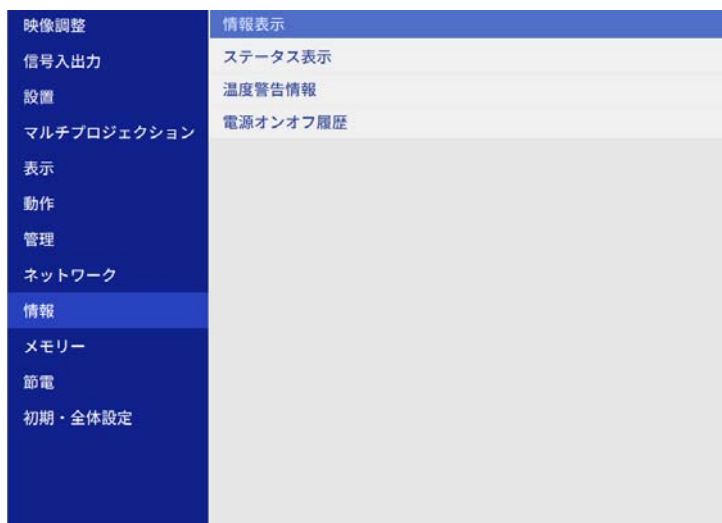 映像調整
信号入出力
設置
マルチプロジェクション
表示
動作
管理
ネットワーク
情報
メモリー
節電
初期・全体設定
情報表示
ステータス表示
温度警告情報
電源オンオフ履歴